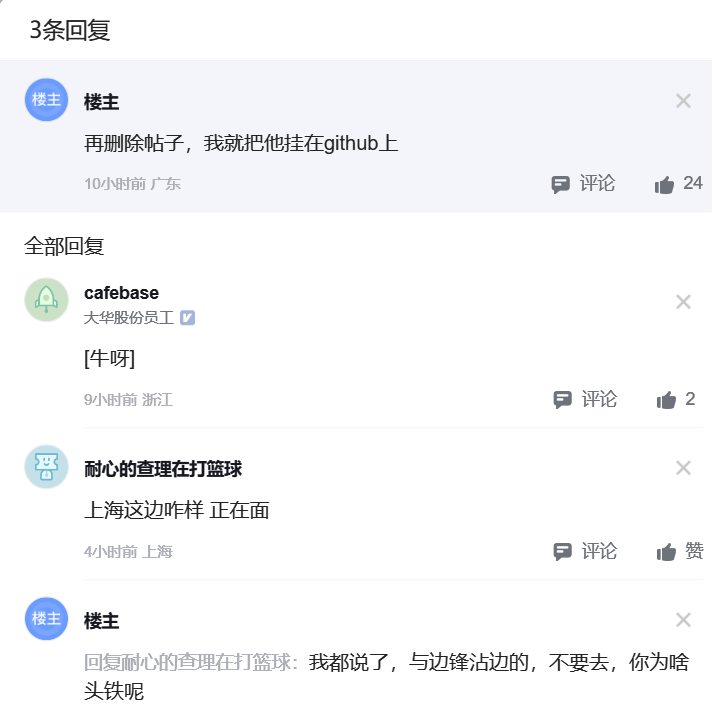 3条回复
楼主
楼主
再删除帖子，我就把他挂在github上
10小时前 广东
评论
24
全部回复
cafebase
大华股份员工
[牛呀]
9小时前 浙江
评论
2
耐心的查理在打篮球
上海这边咋样 正在面
4小时前 上海
评论
赞
楼主
楼主
回复耐心的查理在打篮球：我都说了，与边锋沾边的，不要去，你为啥
头铁呢